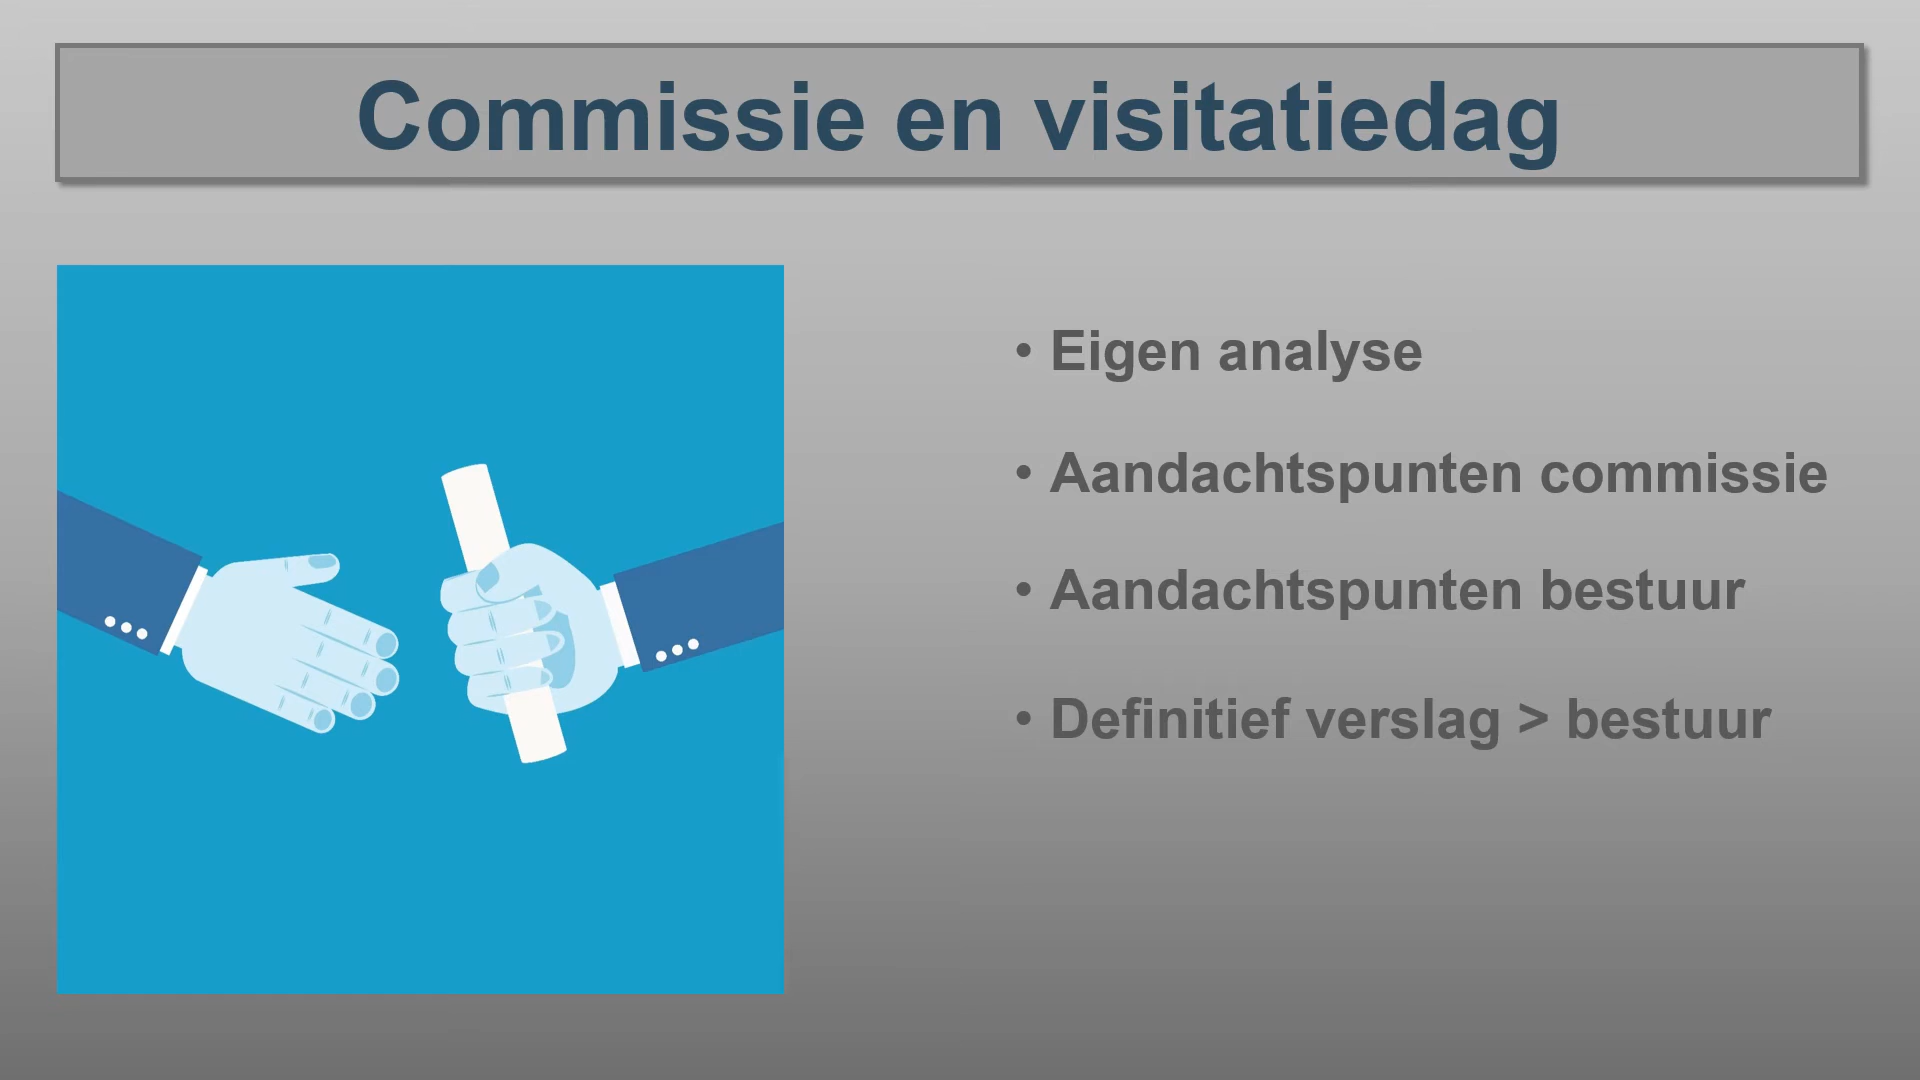 Commissie en visitatiedag
• Eigen analyse
• Aandachtspunten commissie
• Aandachtspunten bestuur
• Definitief verslag > bestuur